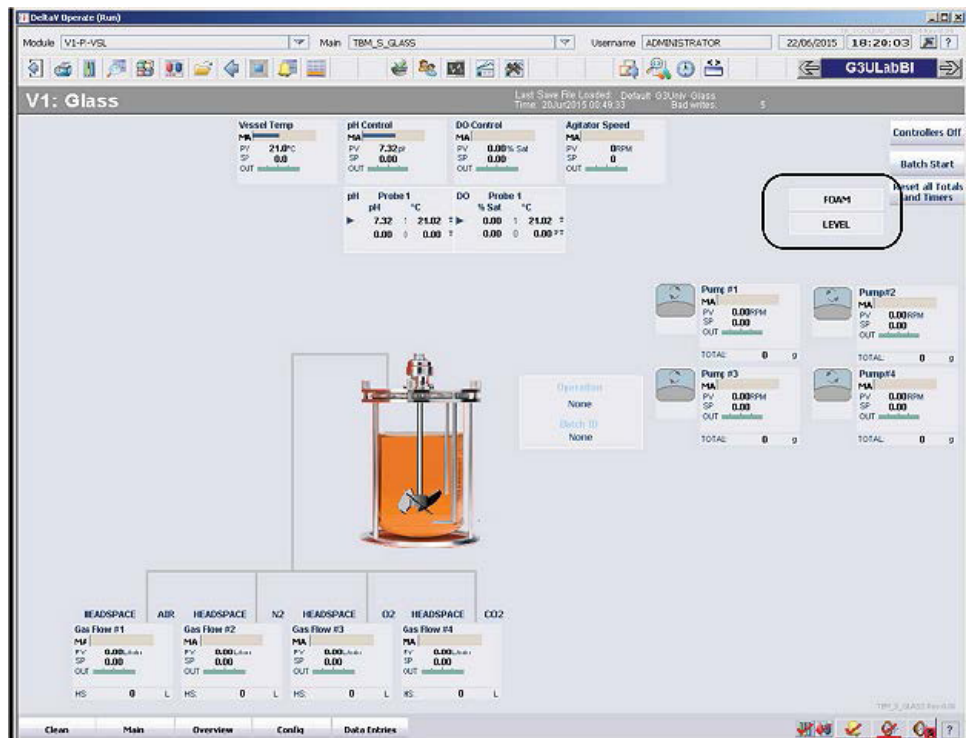 DeltaV Operate (Run)
Module V1-PI-VSL Main TBM_S_GLASS Username ADMINISTRATOR 22/06/2015 18:20:03 ?
G3ULabBI
V1: Glass
Last Save File Loaded: Default G3Univ Glass
Time: 20Jun2015 00:49:33 Bad writes: 5
Vessel Temp pH Control DO Control Agitator Speed
MA MA MA MA
PV 21.0°C PV 7.32 PV 0.00% Sat PV 0RPM
SP 0.0 SP 0.00 SP 0.00 SP 0
OUT OUT OUT OUT
Controllers Off
Batch Start
Reset all Totals
and Timers
pH Probe 1 DO Probe 1
pH °C % Sat °C
7.32 1 21.02 0.00 1 21.02
0.00 0 0.00 0.00 0 0.00
FOAM
LEVEL
Pump #1 Pump#2
MA MA
PV 0.00RPM PV 0.00RPM
SP 0.00 SP 0.00
OUT OUT
TOTAL: 0 g TOTAL: 0 g
Pump #3 Pump#4
MA MA
PV 0.00RPM PV 0.00RPM
SP 0.00 SP 0.00
OUT OUT
TOTAL: 0 g TOTAL: 0 g
Operation
None
Batch ID
None
HEADSPACE AIR HEADSPACE N2 HEADSPACE O2 HEADSPACE CO2
Gas Flow #1 Gas Flow #2 Gas Flow #3 Gas Flow #4
MA MA MA MA
PV 0.00 PV 0.00 PV 0.00 PV 0.00
SP 0.00 SP 0.00 SP 0.00 SP 0.00
OUT OUT OUT OUT
HS: 0 L HS: 0 L HS: 0 L HS: 0 L
Clean Main Overview Config Data Entries ?